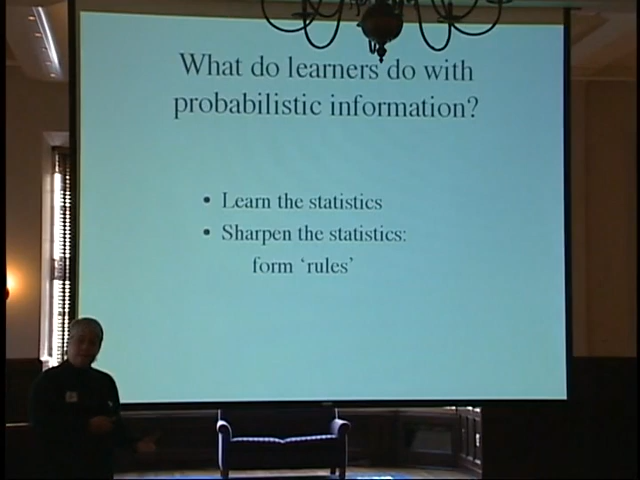 What do learners do with
probabilistic information?
• Learn the statistics
• Sharpen the statistics:
form ‘rules’